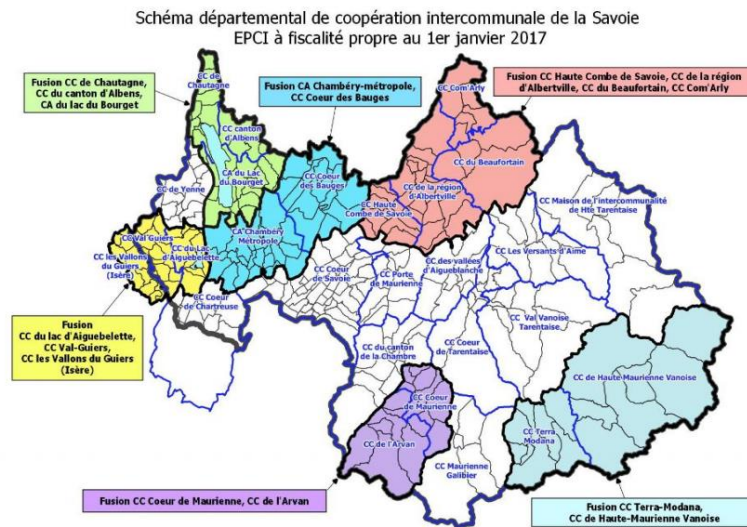 Schéma départemental de coopération intercommunale de la Savoie
EPCI à fiscalité propre au 1er janvier 2017
Fusion CC de Chautagne,
CC du canton d'Albens,
CA du lac du Bourget
Fusion CA Chambéry-métropole,
CC Coeur des Bauges
Fusion CC Haute Combe de Savoie, CC de la région
d'Albertville, CC du Beaufortain, CC Com'Arly
CC de
Chautagne
CC Com'Arly
CC canton
d'Albens
CC du Beaufortain
CA du Lac
du Bourget
CC Coeur
des Bauges
CC de Yenne
CC de la région
d'Albertville
CC Haute
Combe de Savoie
CC Maison de l'intercommunalité
de Hte Tarentaise
CC Val Guiers
CC du Lac
d'Aiguebelette
CA Chambéry
Métropole
CC les Vallons
du Guiers
(Isère)
CC des vallées
d'Aigueblanche
CC Les Versants d'Aime
CC Coeur
de Savoie
CC Porte
de Maurienne
CC Coeur
de Chartreuse
CC Val Vanoise
Tarentaise
Fusion
CC du lac d'Aiguebelette,
CC Val-Guiers,
CC les Vallons du Guiers
(Isère)
CC du canton
de la Chambre
CC Coeur
de Tarentaise
CC de Haute Maurienne Vanoise
CC Coeur
de Maurienne
CC de l'Arvan
CC Terra
Modana
CC Maurienne
Galibier
Fusion CC Coeur de Maurienne, CC de l'Arvan
Fusion CC Terra-Modana,
CC de Haute-Maurienne Vanoise